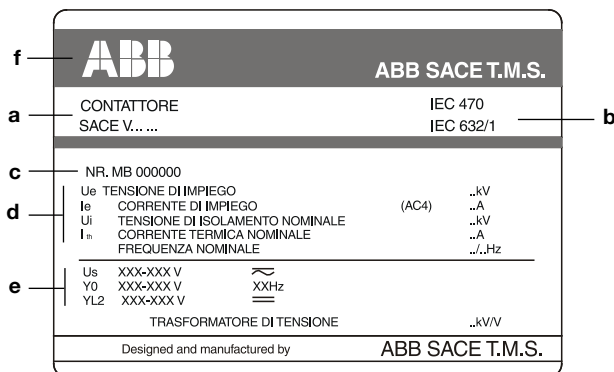 f ABB ABB SACE T.M.S.
a CONTATTORE IEC 470 b
SACE V... ... IEC 632/1
c NR. MB 000000
d
Ue TENSIONE DI IMPIEGO ..kV
Ie CORRENTE DI IMPIEGO (AC4) ..A
Ui TENSIONE DI ISOLAMENTO NOMINALE ..kV
I th CORRENTE TERMICA NOMINALE ..A
FREQUENZA NOMINALE ../..Hz
e
Us XXX-XXX V
Y0 XXX-XXX V XXHz
YL2 XXX-XXX V
TRASFORMATORE DI TENSIONE ..kV/V
Designed and manufactured by ABB SACE T.M.S.